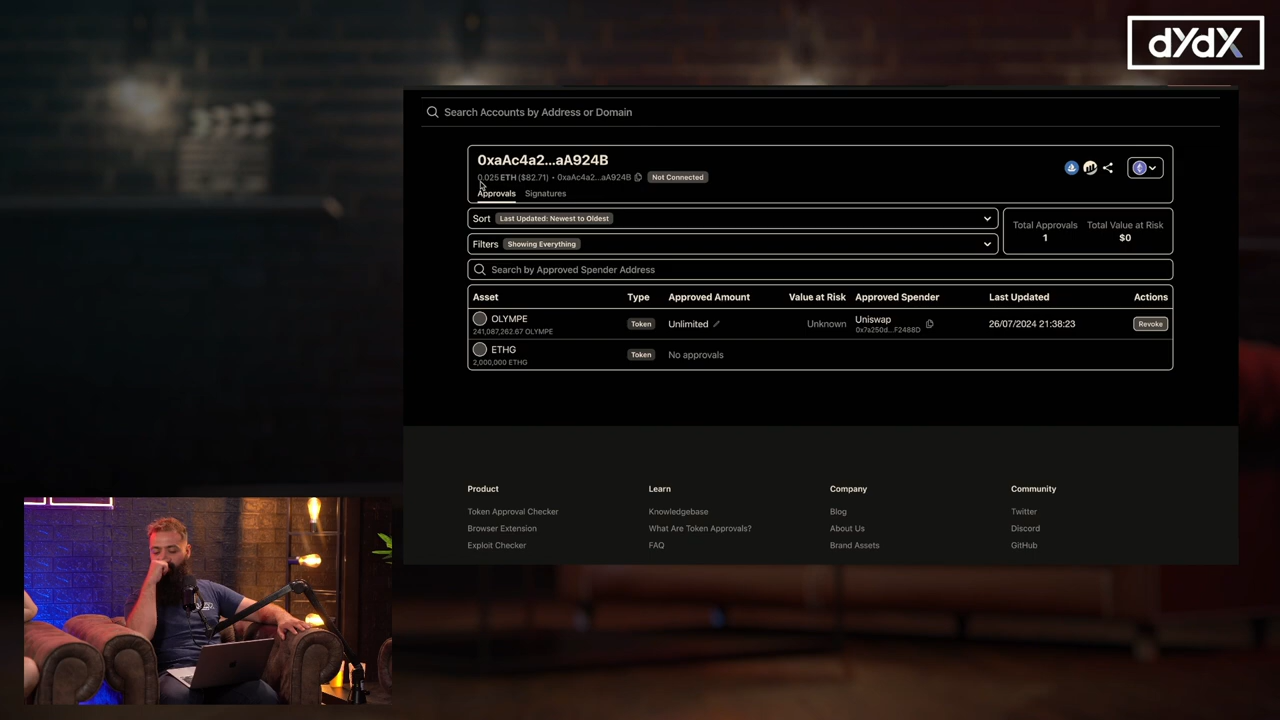 dYdX
Search Accounts by Address or Domain
0xaAc4a2...aA924B
0.025 ETH ($82.71) • 0xaAc4a2...aA924B Not Connected
Approvals Signatures
Sort Last Updated: Newest to Oldest
Filters Showing Everything
Total Approvals Total Value at Risk
1 $0
Search by Approved Spender Address
Asset Type Approved Amount Value at Risk Approved Spender Last Updated Actions
OLYMPE Token Unlimited Unknown Uniswap 26/07/2024 21:38:23 Revoke
241,087,262.67 OLYMPE 0x7a250d...F2488D
ETHG Token No approvals
2,000,000 ETHG
Product Learn Company Community
Token Approval Checker Knowledgebase Blog Twitter
Browser Extension What Are Token Approvals? About Us Discord
Exploit Checker FAQ Brand Assets GitHub